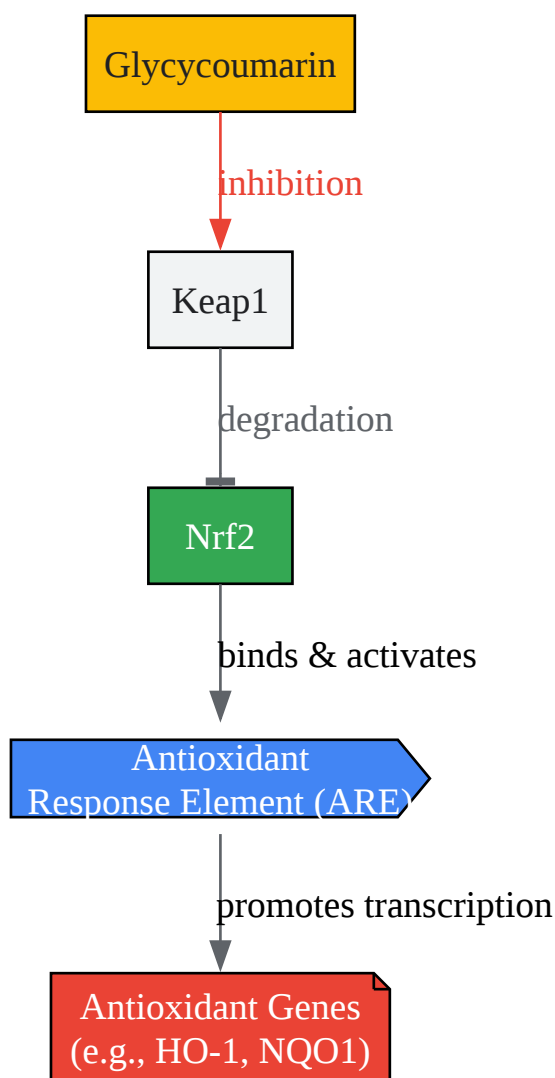 Glycycoumarin
inhibition
Keap1
degradation
Nrf2
binds & activates
Antioxidant
Response Element (ARE)
promotes transcription
Antioxidant Genes
(e.g., HO-1, NQO1)